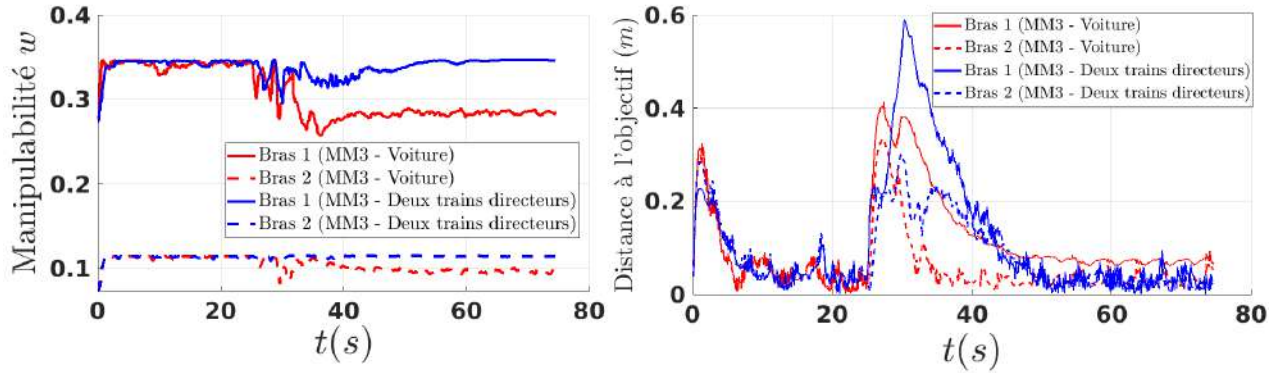 Manipulabilité w
0.4
0.3
0.2
0.1
Bras 1 (MM3 - Voiture)
Bras 2 (MM3 - Voiture)
Bras 1 (MM3 - Deux trains directeurs)
Bras 2 (MM3 - Deux trains directeurs)
0 20 40 60 80
t(s)
Distance à l'objectif (m)
0.6
0.4
0.2
0
Bras 1 (MM3 - Voiture)
Bras 2 (MM3 - Voiture)
Bras 1 (MM3 - Deux trains directeurs)
Bras 2 (MM3 - Deux trains directeurs)
0 20 40 60 80
t(s)